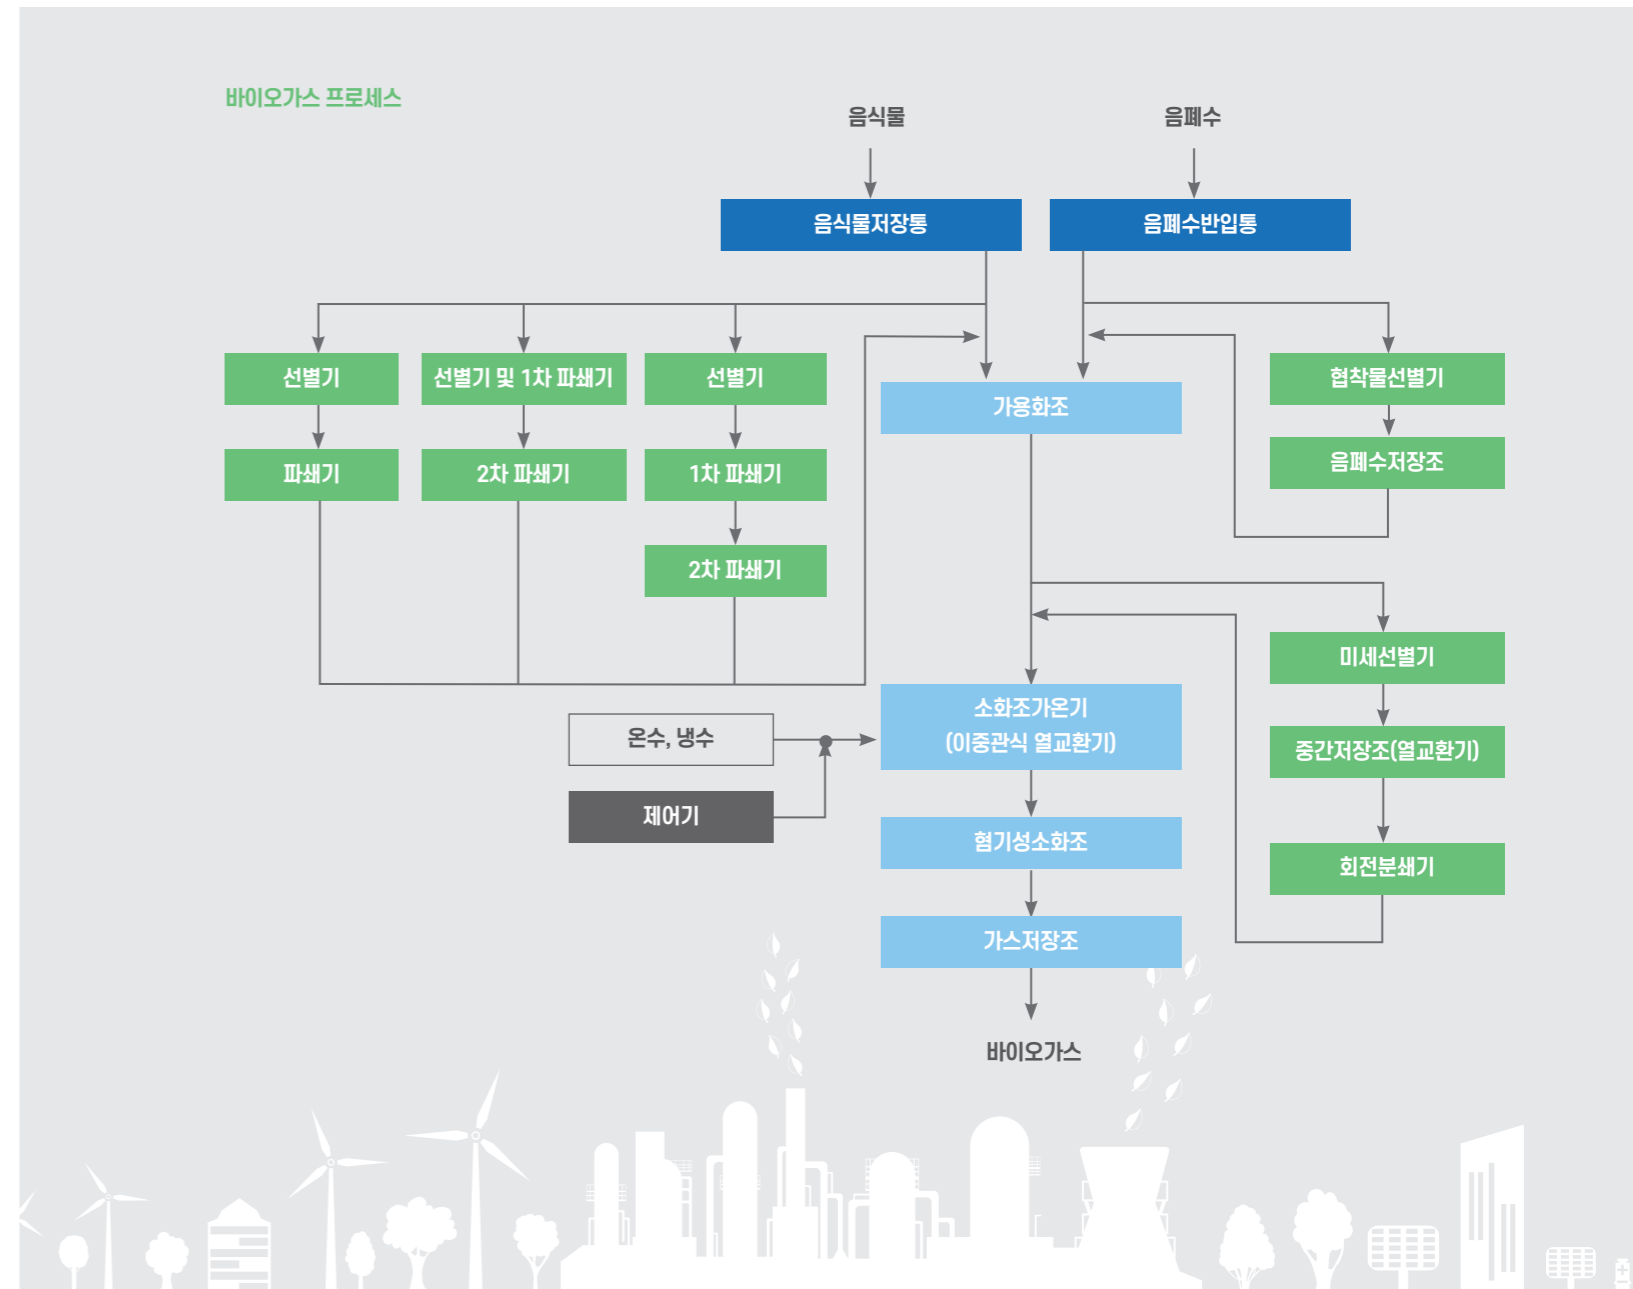 바이오가스 프로세스
음식물
음폐수
음식물저장통
음폐수반입통
선별기
선별기 및 1차 파쇄기
선별기
협착물선별기
가용화조
파쇄기
2차 파쇄기
1차 파쇄기
음폐수저장조
2차 파쇄기
미세선별기
소화조가온기
(이중관식 열교환기)
온수, 냉수
중간저장조(열교환기)
제어기
혐기성소화조
회전분쇄기
가스저장조
바이오가스